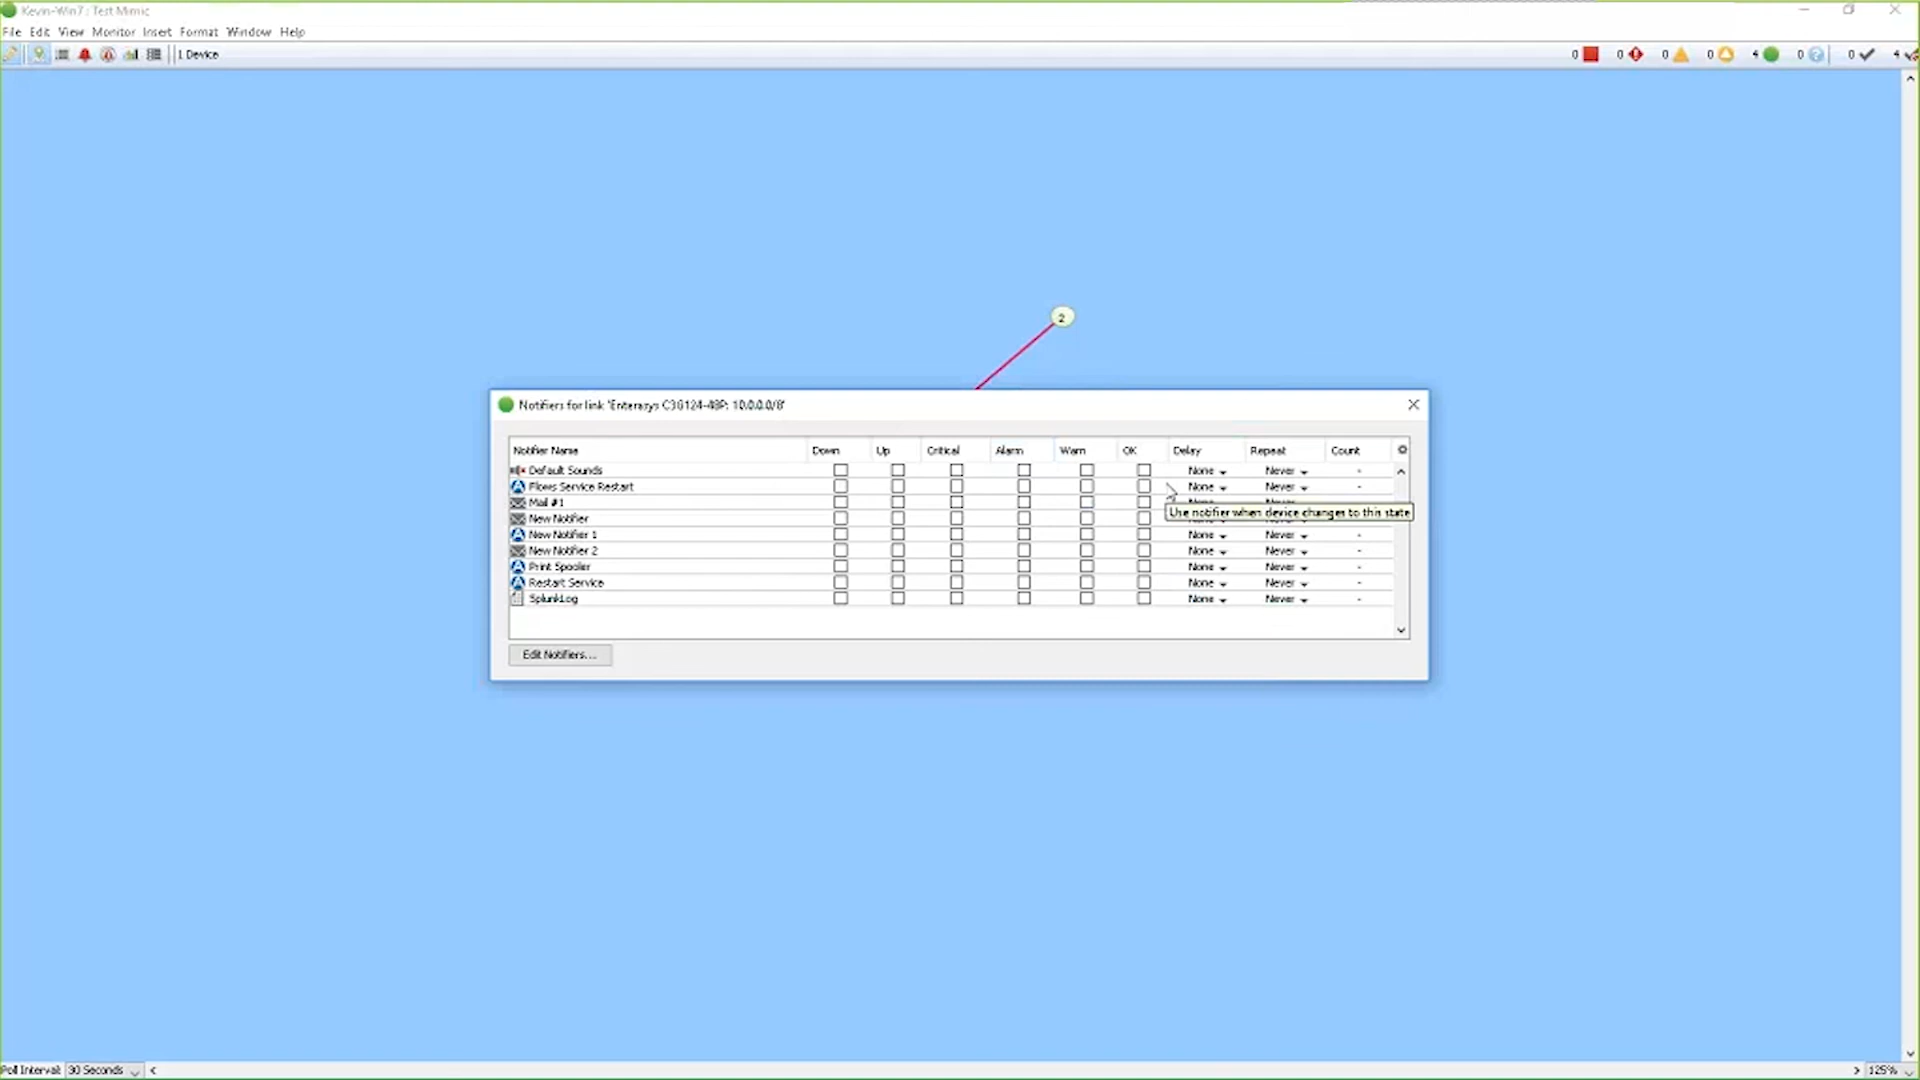 Kevin-Win7 : Test Mimic
File Edit View Monitor Insert Format Window Help
1 Device
0 0 0 0 4 0 0 4
2
Notifiers for link 'Enterasys C3G124-48P: 10.0.0.0/8'
Notifier Name Down Up Critical Alarm Warn OK Delay Repeat Count
Default Sounds None Never -
Flows Service Restart None Never -
Mail #1
Use notifier when device changes to this state
New Notifier
New Notifier 1 None Never -
New Notifier 2 None Never -
Print Spooler None Never -
Restart Service None Never -
SplunkLog None Never -
Edit Notifiers...
Poll Interval: 30 Seconds < > 125%